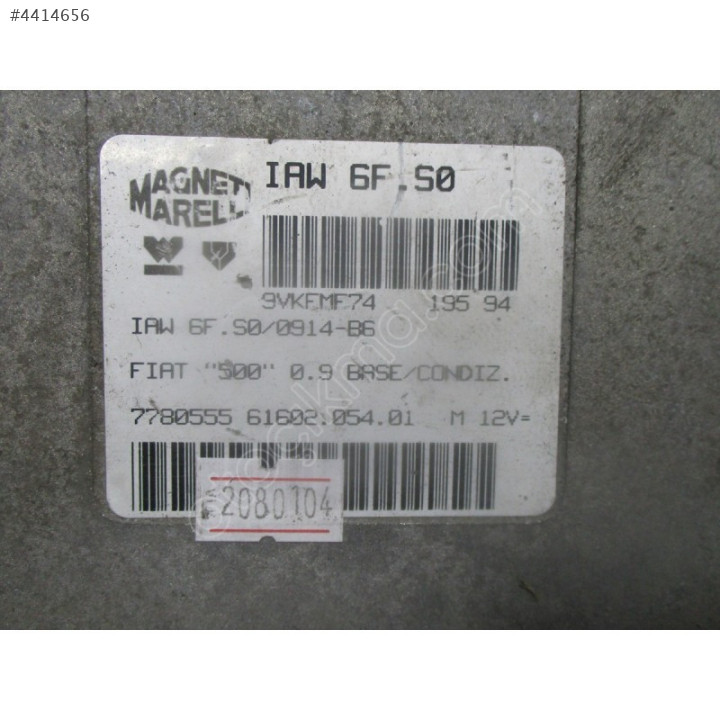 #4414656
IAW 6F.S0
MAGNETI
MARELLI
9VKFMF74 195 94
IAW 6F.S0/0914-B6
FIAT "500" 0.9 BASE/CONDIZ.
7780555 61602.054.01 M 12V=
2080104